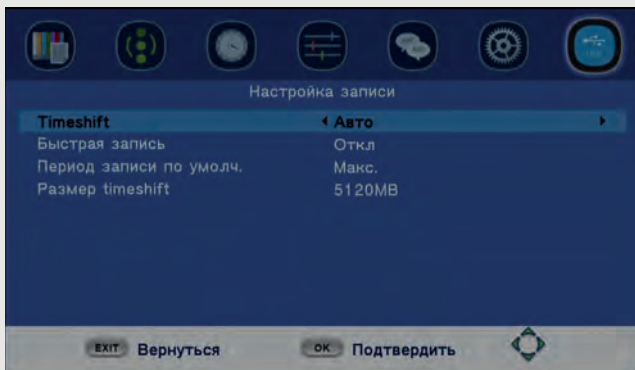 Настройка записи
Timeshift Авто
Быстрая запись Откл
Период записи по умолч. Макс.
Размер timeshift 5120MB
EXIT Вернуться OK Подтвердить